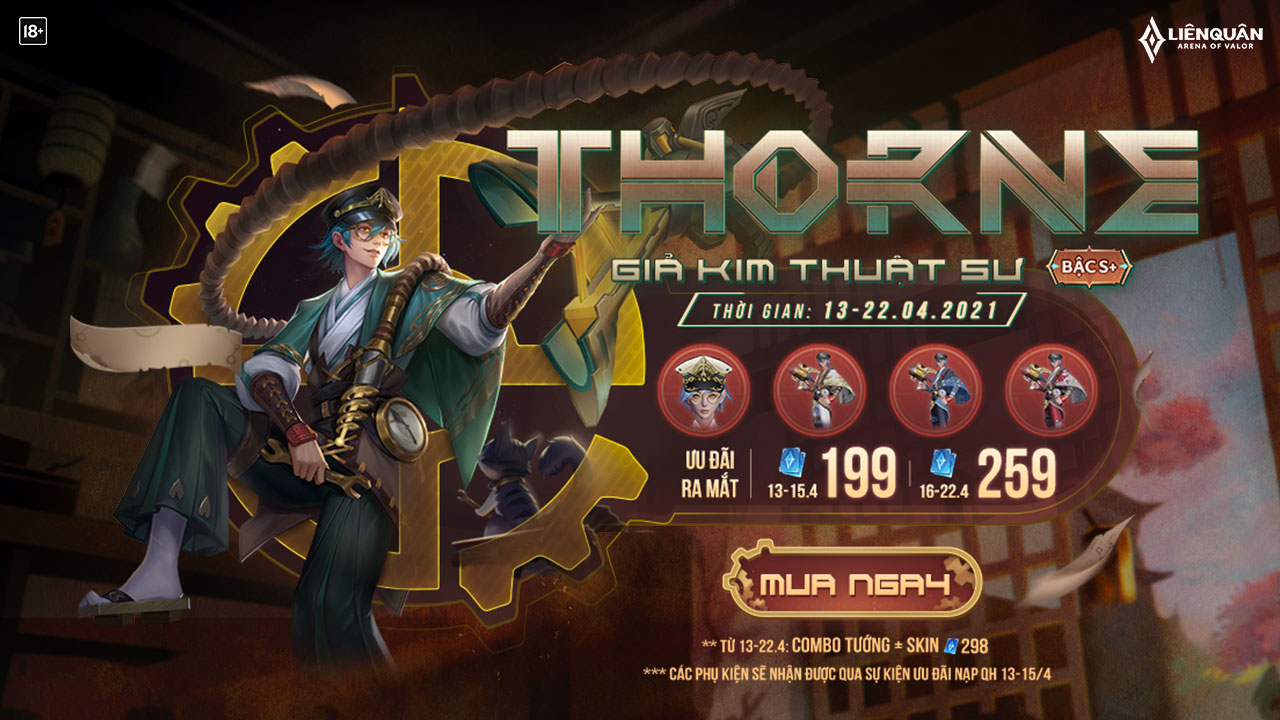 18+
LIÊNQUÂN
ARENA OF VALOR
THORNE
GIẢ KIM THUẬT SƯ
BẬC S+
THỜI GIAN: 13-22.04.2021
ƯU ĐÃI
RA MẮT
13-15.4 199
16-22.4 259
MUA NGAY
** TỪ 13-22.4: COMBO TƯỚNG ± SKIN 298
*** CÁC PHỤ KIỆN SẼ NHẬN ĐƯỢC QUA SỰ KIỆN ƯU ĐÃI NẠP QH 13-15/4